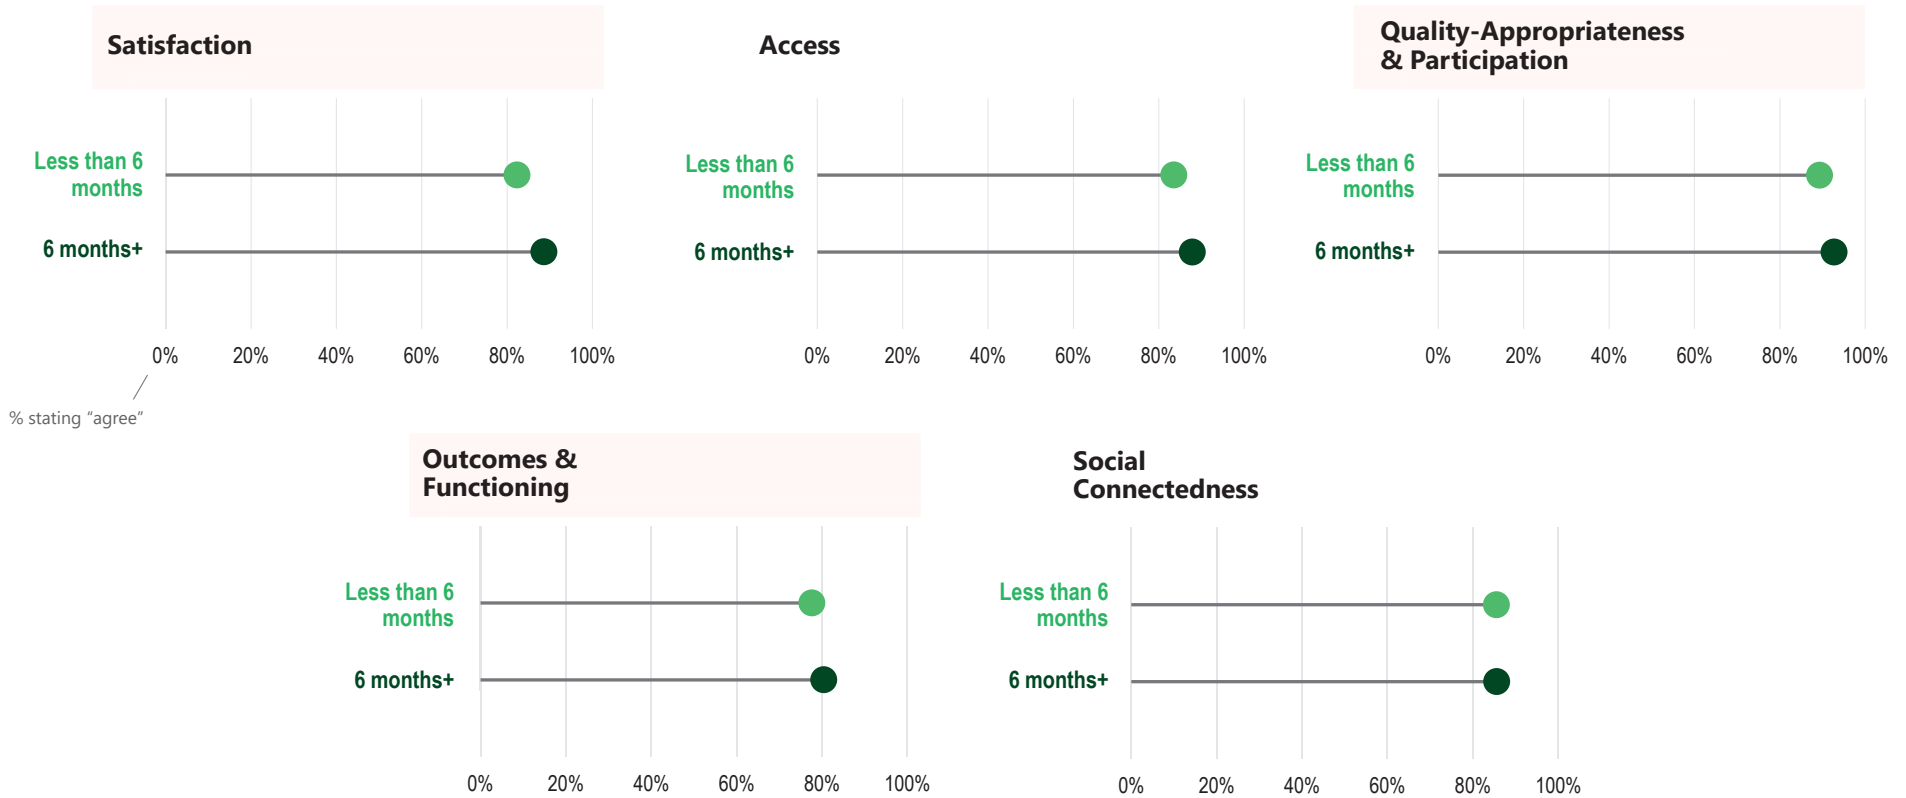 Satisfaction
Less than 6
months
6 months+
0% 20% 40% 60% 80% 100%
% stating “agree”
Access
Less than 6
months
6 months+
0% 20% 40% 60% 80% 100%
Quality-Appropriateness
& Participation
Less than 6
months
6 months+
0% 20% 40% 60% 80% 100%
Outcomes &
Functioning
Less than 6
months
6 months+
0% 20% 40% 60% 80% 100%
Social
Connectedness
Less than 6
months
6 months+
0% 20% 40% 60% 80% 100%